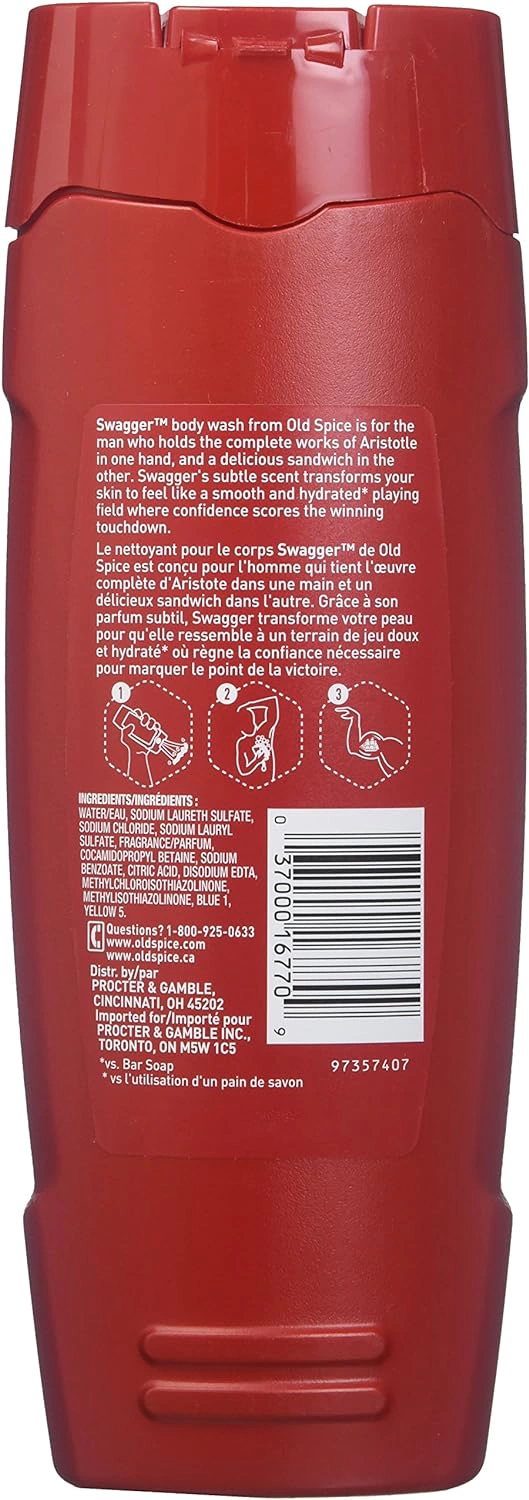 Swagger™ body wash from Old Spice is for the
man who holds the complete works of Aristotle
in one hand, and a delicious sandwich in the
other. Swagger's subtle scent transforms your
skin to feel like a smooth and hydrated* playing
field where confidence scores the winning
touchdown.
Le nettoyant pour le corps Swagger™ de Old
Spice est conçu pour l'homme qui tient l'œuvre
complète d'Aristote dans une main et un
délicieux sandwich dans l'autre. Grâce à son
parfum subtil, Swagger transforme votre peau
pour qu'elle ressemble à un terrain de jeu doux
et hydraté* où règne la confiance nécessaire
pour marquer le point de la victoire.
1 2 3
INGREDIENTS/INGRÉDIENTS :
WATER/EAU, SODIUM LAURETH SULFATE,
SODIUM CHLORIDE, SODIUM LAURYL
SULFATE, FRAGRANCE/PARFUM,
COCAMIDOPROPYL BETAINE, SODIUM
BENZOATE, CITRIC ACID, DISODIUM EDTA,
METHYLCHLOROISOTHIAZOLINONE,
METHYLISOTHIAZOLINONE, BLUE 1,
YELLOW 5.
Questions? 1-800-925-0633
www.oldspice.com
www.oldspice.ca
Distr. by/par
PROCTER & GAMBLE,
CINCINNATI, OH 45202
Imported for/Importé pour
PROCTER & GAMBLE INC.,
TORONTO, ON M5W 1C5
*vs. Bar Soap
* vs l'utilisation d'un pain de savon
0 37000 16770 9
97357407